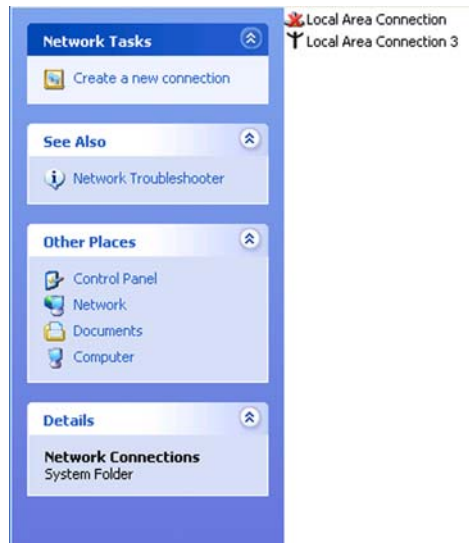 Network Tasks
Create a new connection
See Also
Network Troubleshooter
Other Places
Control Panel
Network
Documents
Computer
Details
Network Connections
System Folder
Local Area Connection
Local Area Connection 3